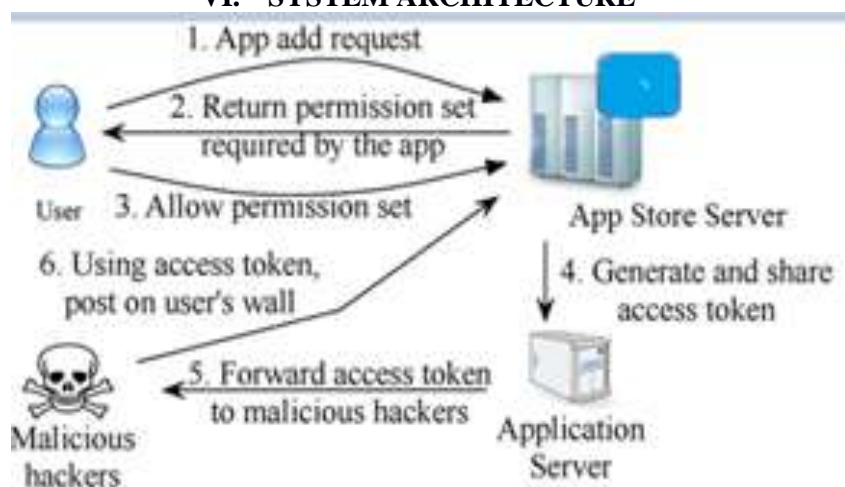 VI. SYSTEM ARCHITECTURE
1. App add request
2. Return permission set
required by the app
User
3. Allow permission set
App Store Server
6. Using access token,
post on user's wall
4. Generate and share
access token
5. Forward access token
to malicious hackers
Malicious
hackers
Application
Server